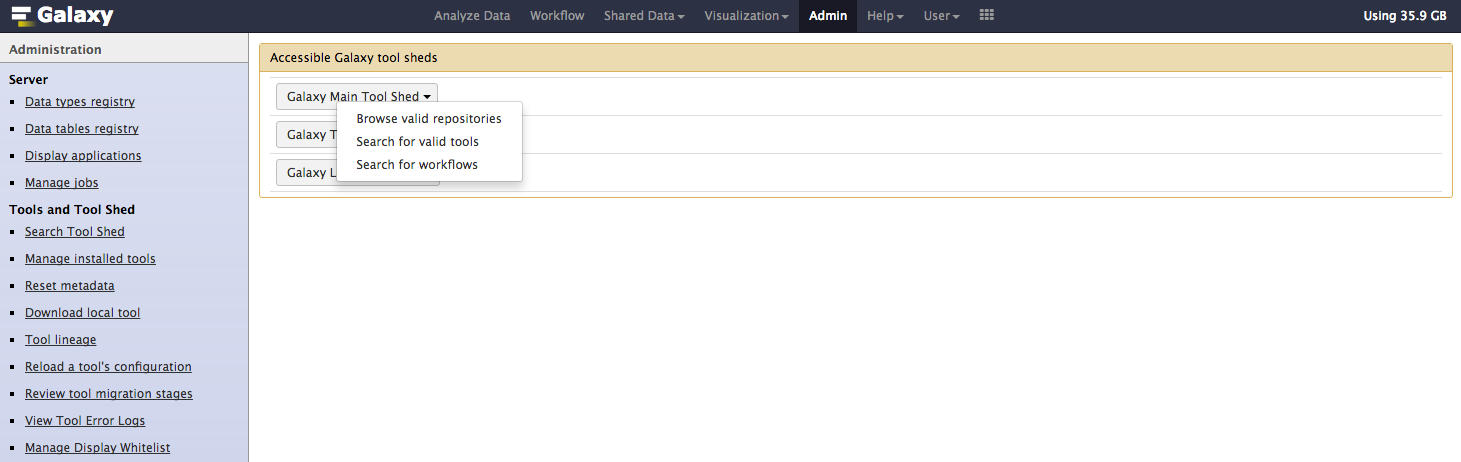 Galaxy
Analyze Data Workflow Shared Data Visualization Admin Help User Using 35.9 GB
Administration
Server
Data types registry
Data tables registry
Display applications
Manage jobs
Tools and Tool Shed
Search Tool Shed
Manage installed tools
Reset metadata
Download local tool
Tool lineage
Reload a tool's configuration
Review tool migration stages
View Tool Error Logs
Manage Display Whitelist
Accessible Galaxy tool sheds
Galaxy Main Tool Shed
Browse valid repositories
Search for valid tools
Search for workflows
Galaxy T
Galaxy L